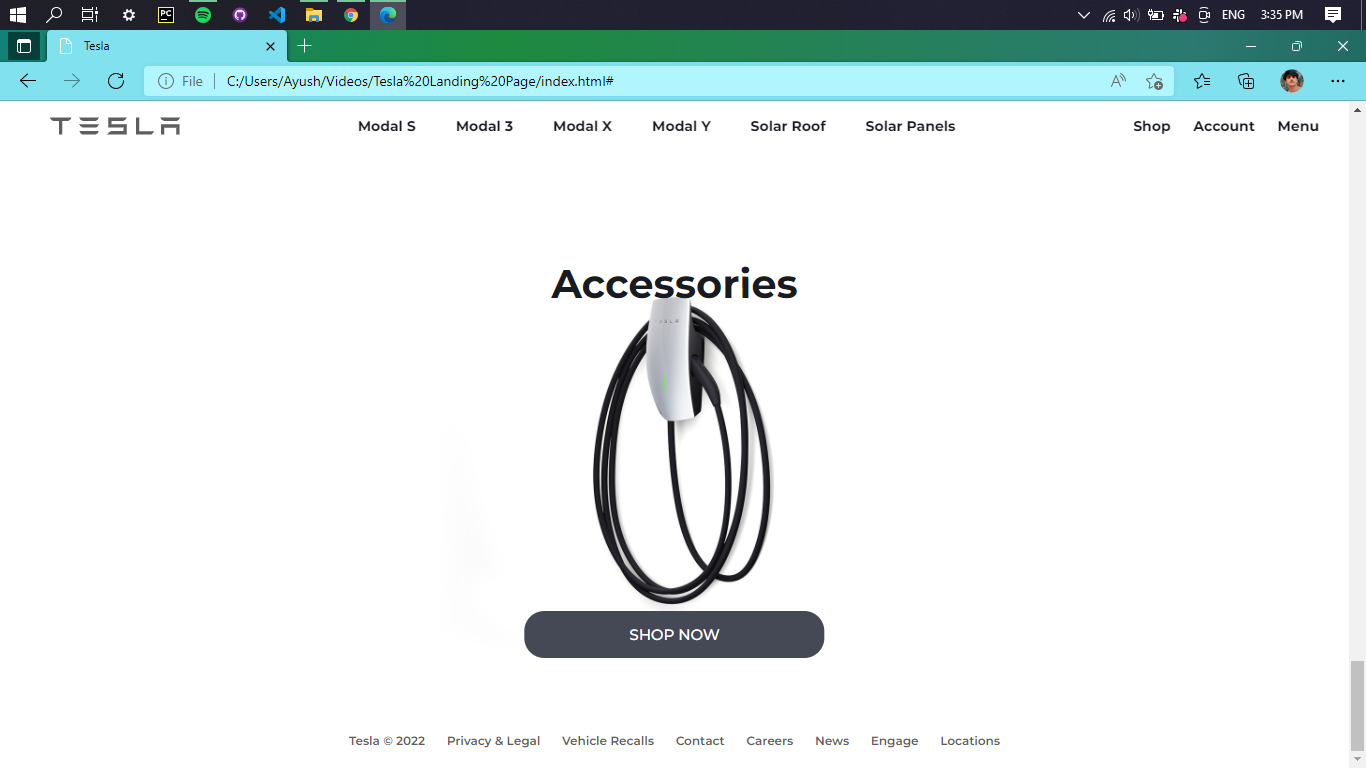 PC
ENG
3:35 PM
Tesla
File
C:/Users/Ayush/Videos/Tesla%20Landing%20Page/index.html#
TESLA
Modal S
Modal 3
Modal X
Modal Y
Solar Roof
Solar Panels
Shop
Account
Menu
Accessories
TESLA
SHOP NOW
Tesla © 2022
Privacy & Legal
Vehicle Recalls
Contact
Careers
News
Engage
Locations